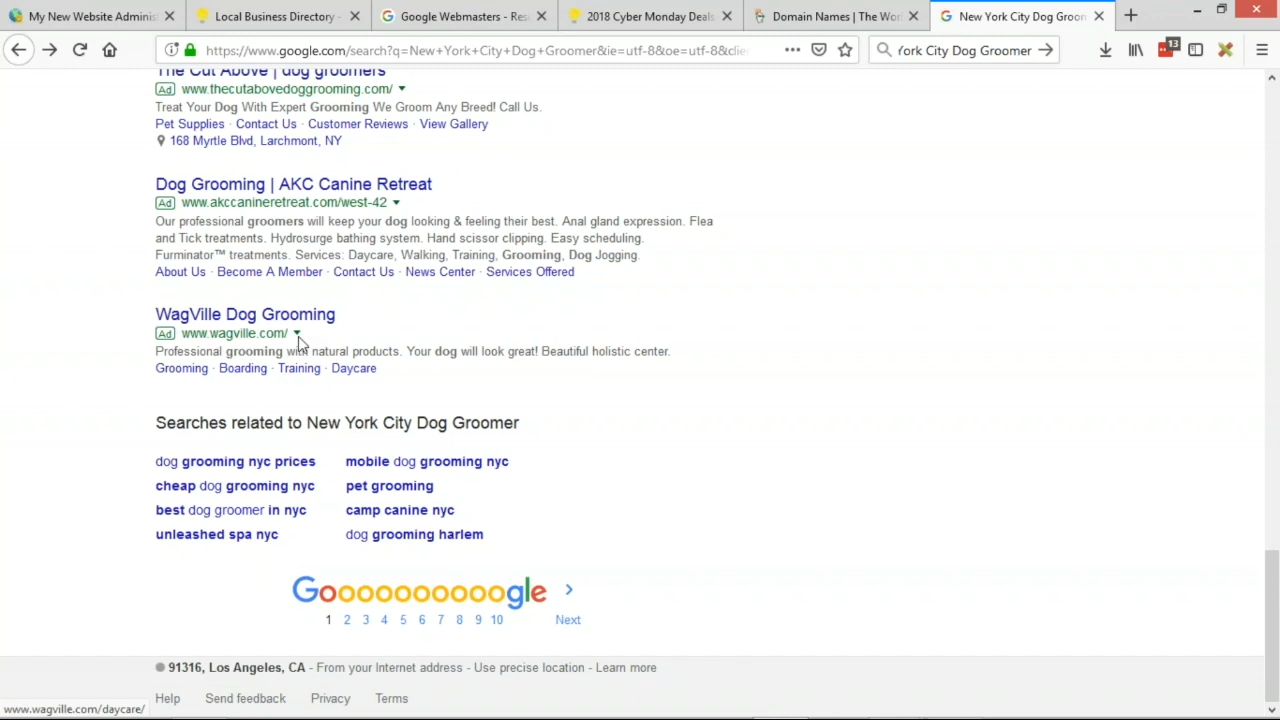 My New Website Adminis
Local Business Directory -
Google Webmasters - Res
2018 Cyber Monday Deals
Domain Names | The Wor
New York City Dog Groon
https://www.google.com/search?q=New+York+City+Dog+Groomer&ie=utf-8&oe=utf-8&clie
York City Dog Groomer
13
The Cut Above | dog groomers
Ad www.thecutabovedoggrooming.com/
Treat Your Dog With Expert Grooming We Groom Any Breed! Call Us.
Pet Supplies · Contact Us · Customer Reviews · View Gallery
168 Myrtle Blvd, Larchmont, NY
Dog Grooming | AKC Canine Retreat
Ad www.akccanineretreat.com/west-42
Our professional groomers will keep your dog looking & feeling their best. Anal gland expression. Flea
and Tick treatments. Hydrosurge bathing system. Hand scissor clipping. Easy scheduling.
Furminator™ treatments. Services: Daycare, Walking, Training, Grooming, Dog Jogging.
About Us · Become A Member · Contact Us · News Center · Services Offered
WagVille Dog Grooming
Ad www.wagville.com/
Professional grooming with natural products. Your dog will look great! Beautiful holistic center.
Grooming · Boarding · Training · Daycare
Searches related to New York City Dog Groomer
dog grooming nyc prices
mobile dog grooming nyc
cheap dog grooming nyc
pet grooming
best dog groomer in nyc
camp canine nyc
unleashed spa nyc
dog grooming harlem
Goooooooooogle
1 2 3 4 5 6 7 8 9 10 Next
91316, Los Angeles, CA - From your Internet address - Use precise location - Learn more
Help Send feedback Privacy Terms
www.wagville.com/daycare/